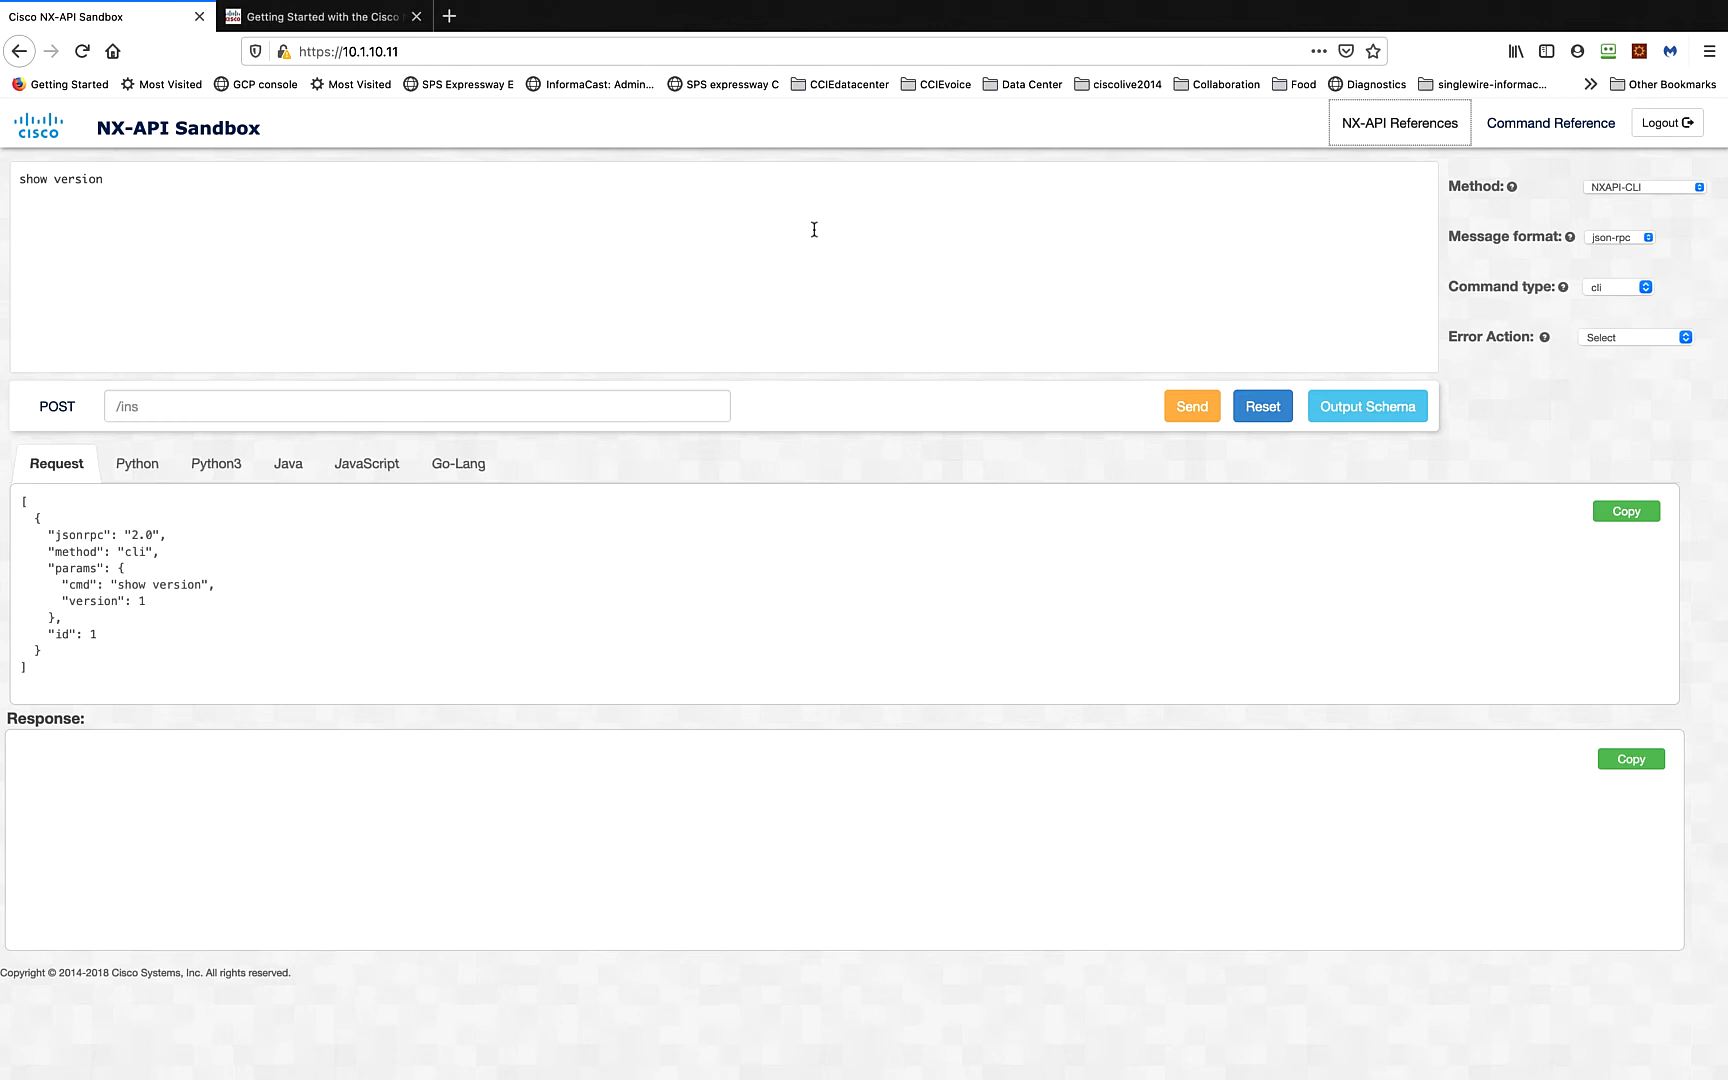 Cisco NX-API Sandbox
Getting Started with the Cisco
https://10.1.10.11
Getting Started Most Visited GCP console Most Visited SPS Expressway E InformaCast: Admin... SPS expressway C CCIEdatacenter CCIEvoice Data Center ciscolive2014 Collaboration Food Diagnostics singlewire-informac... Other Bookmarks
CISCO NX-API Sandbox NX-API References Command Reference Logout
show version
Method: NXAPI-CLI
Message format: json-rpc
Command type: cli
Error Action: Select
POST /ins Send Reset Output Schema
Request Python Python3 Java JavaScript Go-Lang
[
{
"jsonrpc": "2.0",
"method": "cli",
"params": {
"cmd": "show version",
"version": 1
},
"id": 1
}
]
Copy
Response:
Copy
Copyright © 2014-2018 Cisco Systems, Inc. All rights reserved.